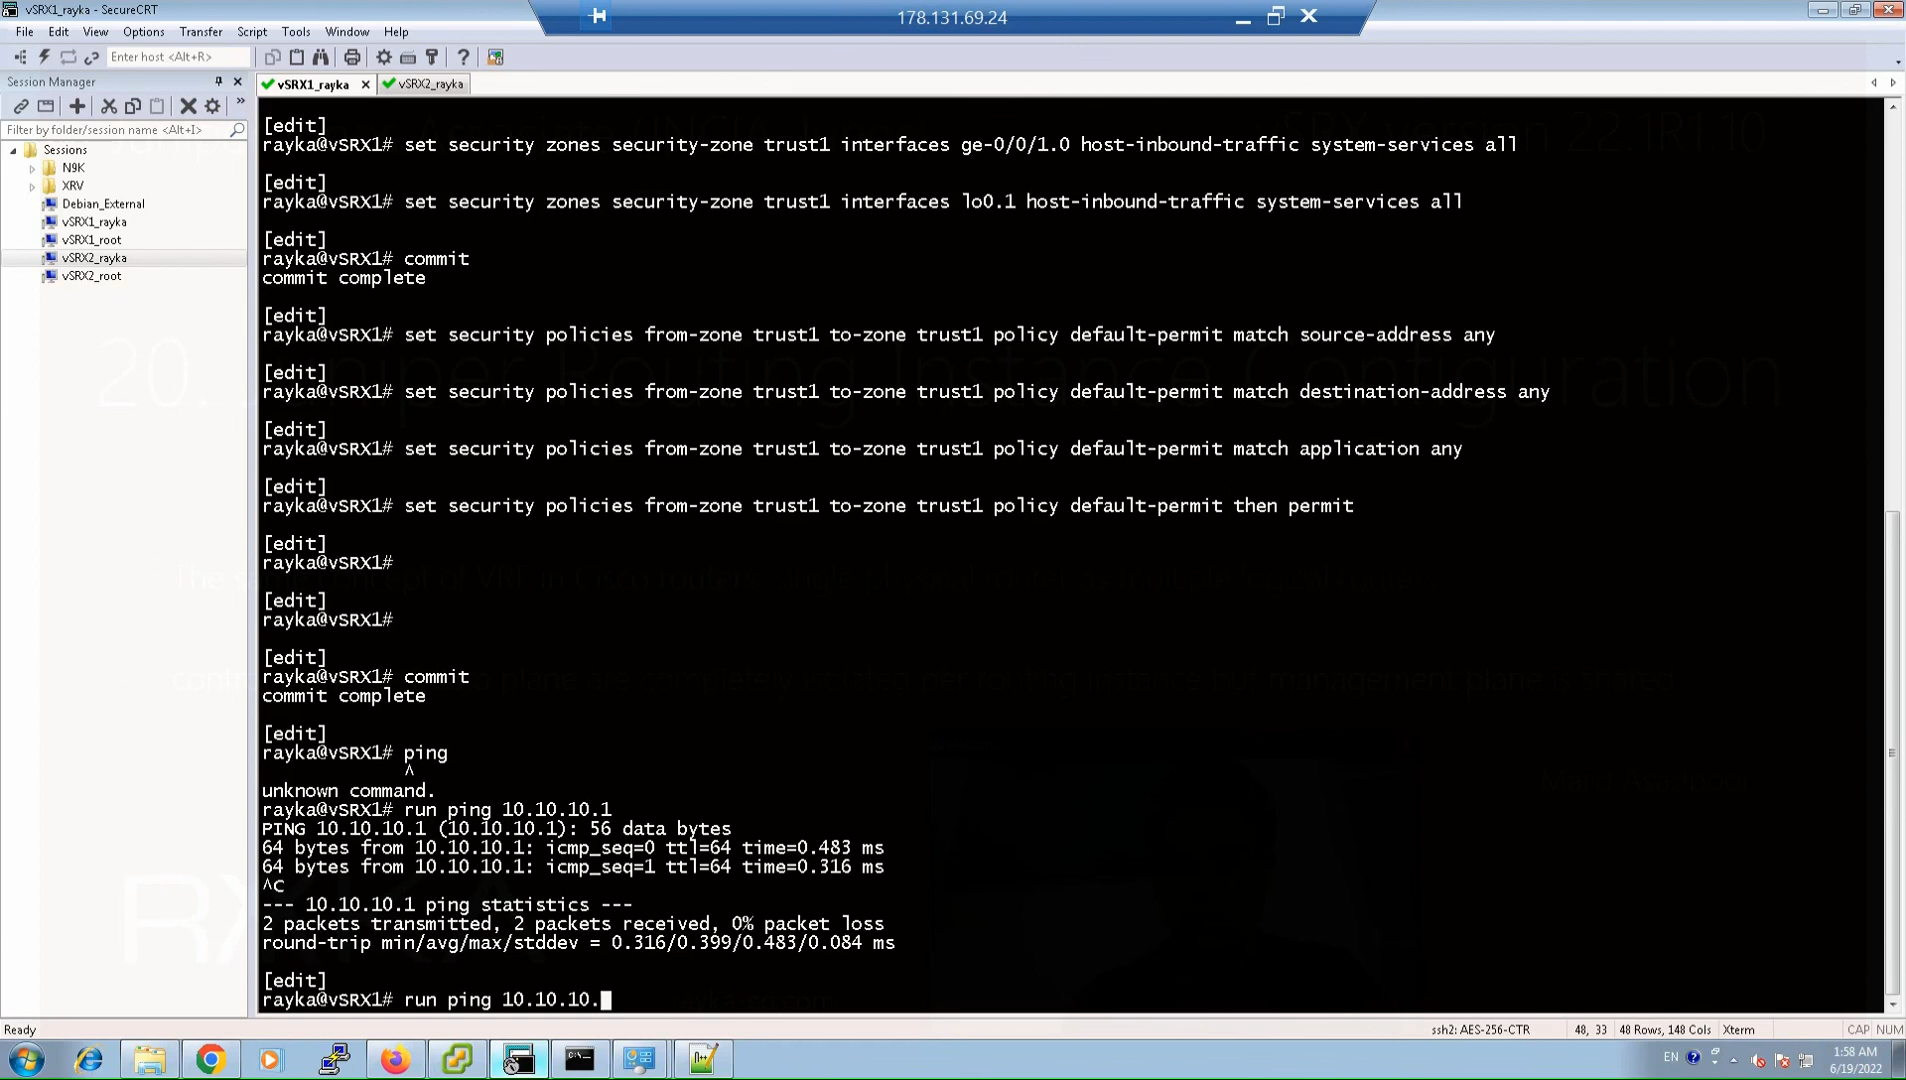 vSRX1_rayka - SecureCRT
178.131.69.24
File Edit View Options Transfer Script Tools Window Help
Enter host <Alt+R>
Session Manager
vSRX1_rayka
vSRX2_rayka
Filter by folder/session name <Alt+I>
Sessions
N9K
XRV
Debian_External
vSRX1_rayka
vSRX1_root
vSRX2_rayka
vSRX2_root
[edit]
rayka@vSRX1# set security zones security-zone trust1 interfaces ge-0/0/1.0 host-inbound-traffic system-services all
[edit]
rayka@vSRX1# set security zones security-zone trust1 interfaces lo0.1 host-inbound-traffic system-services all
[edit]
rayka@vSRX1# commit
commit complete
[edit]
rayka@vSRX1# set security policies from-zone trust1 to-zone trust1 policy default-permit match source-address any
[edit]
rayka@vSRX1# set security policies from-zone trust1 to-zone trust1 policy default-permit match destination-address any
[edit]
rayka@vSRX1# set security policies from-zone trust1 to-zone trust1 policy default-permit match application any
[edit]
rayka@vSRX1# set security policies from-zone trust1 to-zone trust1 policy default-permit then permit
[edit]
rayka@vSRX1#
[edit]
rayka@vSRX1#
[edit]
rayka@vSRX1# commit
commit complete
[edit]
rayka@vSRX1# ping
^
unknown command.
rayka@vSRX1# run ping 10.10.10.1
PING 10.10.10.1 (10.10.10.1): 56 data bytes
64 bytes from 10.10.10.1: icmp_seq=0 ttl=64 time=0.483 ms
64 bytes from 10.10.10.1: icmp_seq=1 ttl=64 time=0.316 ms
^C
--- 10.10.10.1 ping statistics ---
2 packets transmitted, 2 packets received, 0% packet loss
round-trip min/avg/max/stddev = 0.316/0.399/0.483/0.084 ms
[edit]
rayka@vSRX1# run ping 10.10.10.
Ready
ssh2: AES-256-CTR
48, 33
48 Rows, 148 Cols
Xterm
CAP NUM
EN
1:58 AM
6/19/2022